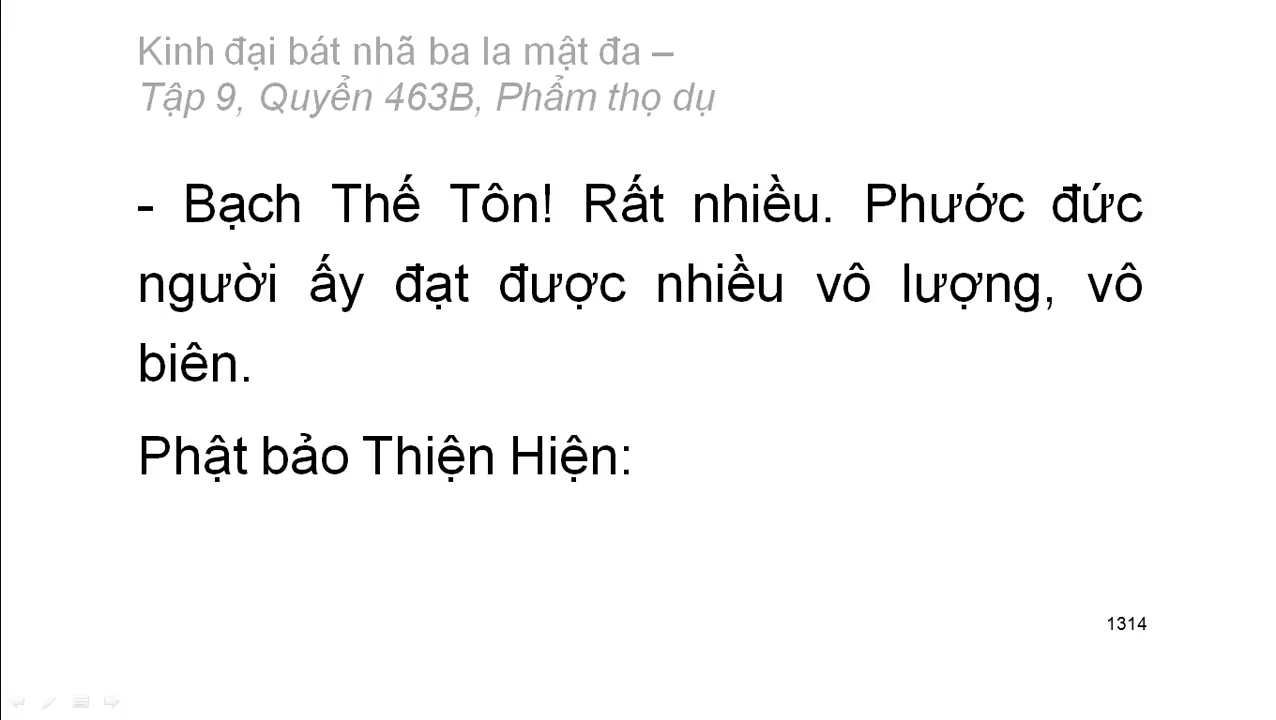 Kinh đại bát nhã ba la mật đa –
Tập 9, Quyển 463B, Phẩm thọ dụ
- Bạch Thế Tôn! Rất nhiều. Phước đức
người ấy đạt được nhiều vô lượng, vô
biên.
Phật bảo Thiện Hiện:
1314